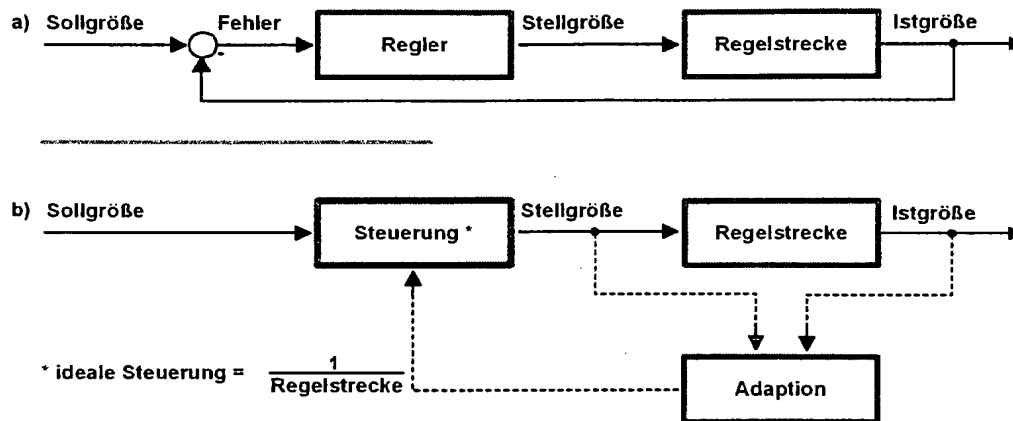 a) Sollgröße Fehler Regler Stellgröße Regelstrecke Istgröße
-
b) Sollgröße Steuerung * Stellgröße Regelstrecke Istgröße
* ideale Steuerung = 1
Regelstrecke
Adaption